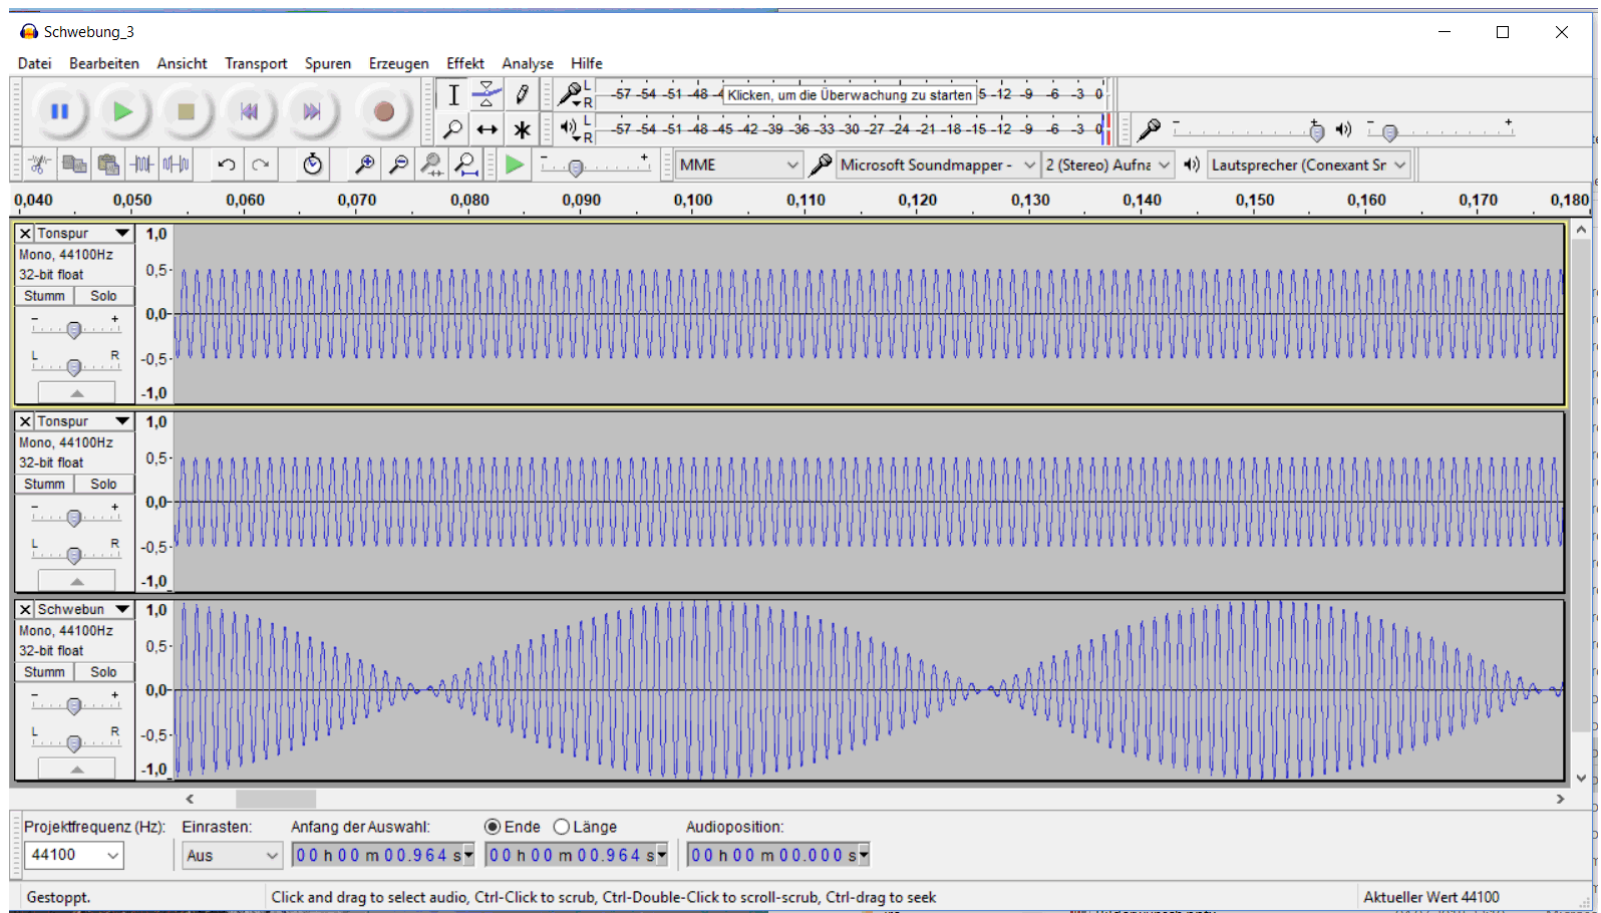 Schwebung_3
Datei Bearbeiten Ansicht Transport Spuren Erzeugen Effekt Analyse Hilfe
L R -57 -54 -51 -48 -4 Klicken, um die Überwachung zu starten 5 -12 -9 -6 -3 0
L R -57 -54 -51 -48 -45 -42 -39 -36 -33 -30 -27 -24 -21 -18 -15 -12 -9 -6 -3 0
MME Microsoft Soundmapper - 2 (Stereo) Aufna Lautsprecher (Conexant Sr
0,040 0,050 0,060 0,070 0,080 0,090 0,100 0,110 0,120 0,130 0,140 0,150 0,160 0,170 0,180
X Tonspur 1,0
Mono, 44100Hz
32-bit float 0,5
Stumm Solo
- + 0,0
L R -0,5
-1,0
X Tonspur 1,0
Mono, 44100Hz
32-bit float 0,5
Stumm Solo
- + 0,0
L R -0,5
-1,0
X Schwebun 1,0
Mono, 44100Hz
32-bit float 0,5
Stumm Solo
- + 0,0
L R -0,5
-1,0
Projektfrequenz (Hz): Einrasten: Anfang der Auswahl: Ende Länge Audioposition:
44100 Aus 00 h 00 m 00.964 s 00 h 00 m 00.964 s 00 h 00 m 00.000 s
Gestoppt. Click and drag to select audio, Ctrl-Click to scrub, Ctrl-Double-Click to scroll-scrub, Ctrl-drag to seek Aktueller Wert 44100